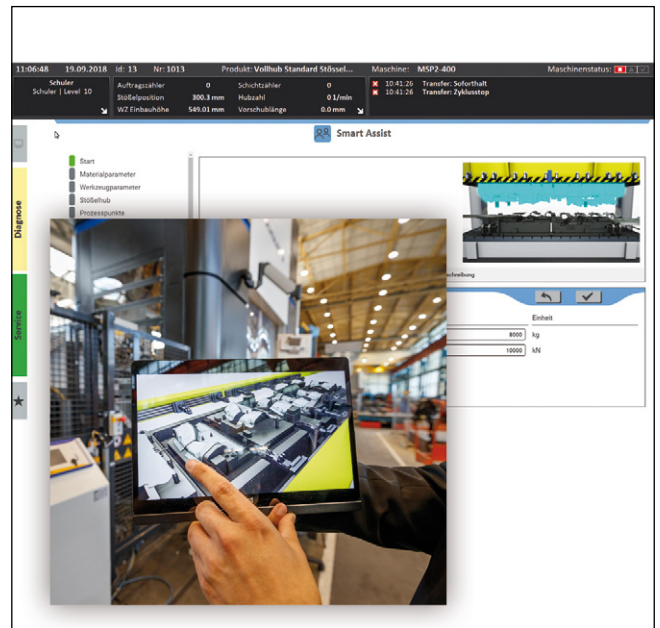 11:06:48 19.09.2018 Id: 13 Nr: 1013 Produkt: Vollhub Standard Stössel... Maschine: MSP2-400 Maschinenstatus:
Schuler
Schuler | Level 10
Auftragszähler 0 Schichtzähler 0
Stößelposition 300.3 mm Hubzahl 0 1/min
WZ Einbauhöhe 549.01 mm Vorschublänge 0.0 mm
10:41:26 Transfer: Soforthalt
10:41:26 Transfer: Zyklusstop
Smart Assist
Diagnose
Service
Start
Materialparameter
Werkzeugparameter
Stößelhub
Prozesspunkte
schreibung
Einheit
8000 kg
10000 kN